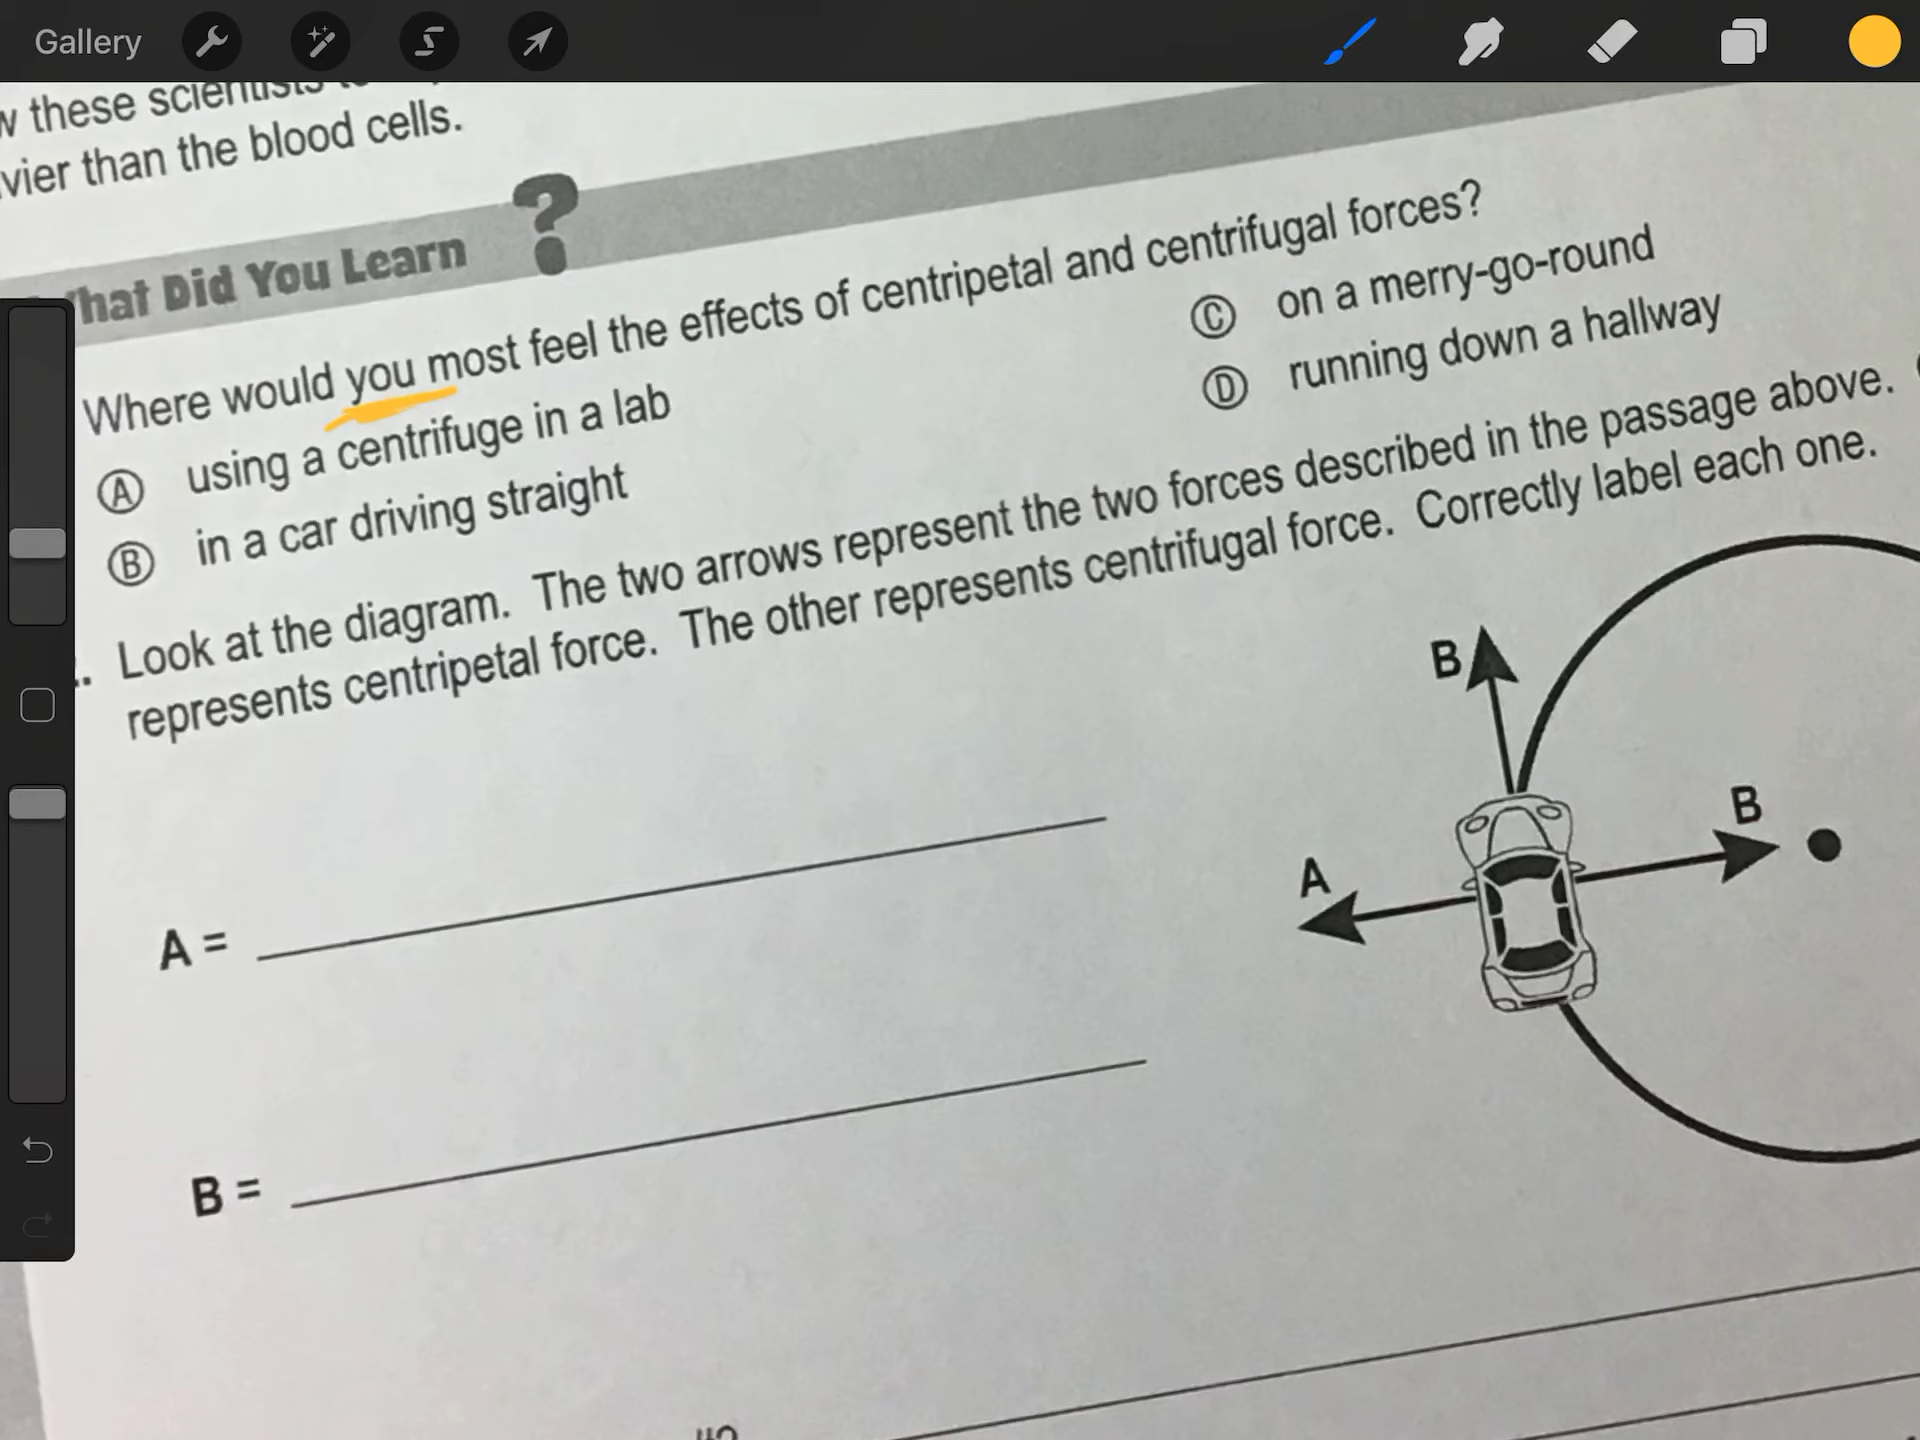 Gallery
these scientists
than the blood cells.
Did You Learn ?
Where would you most feel the effects of centripetal and centrifugal forces?
A using a centrifuge in a lab
B in a car driving straight
C on a merry-go-round
D running down a hallway
Look at the diagram. The two arrows represent the two forces described in the passage above.
represents centripetal force. The other represents centrifugal force. Correctly label each one.
B
B
A
A =
B =